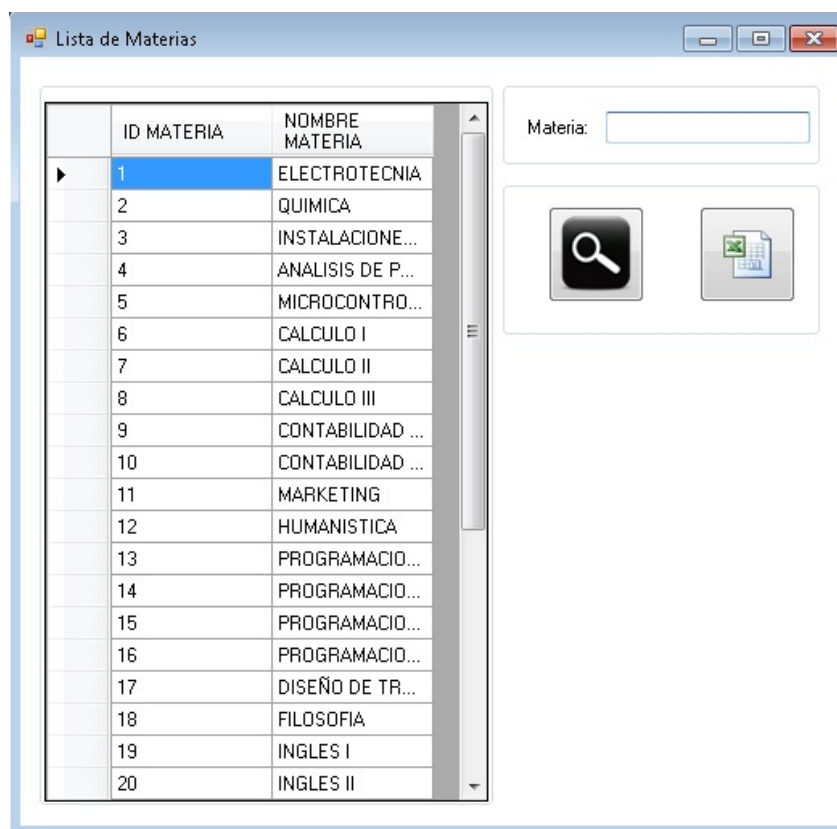 Lista de Materias
ID MATERIA NOMBRE MATERIA
1 ELECTROTECNIA
2 QUIMICA
3 INSTALACIONE...
4 ANALISIS DE P...
5 MICROCONTRO...
6 CALCULO I
7 CALCULO II
8 CALCULO III
9 CONTABILIDAD ...
10 CONTABILIDAD ...
11 MARKETING
12 HUMANISTICA
13 PROGRAMACIO...
14 PROGRAMACIO...
15 PROGRAMACIO...
16 PROGRAMACIO...
17 DISEÑO DE TR...
18 FILOSOFIA
19 INGLES I
20 INGLES II
Materia: